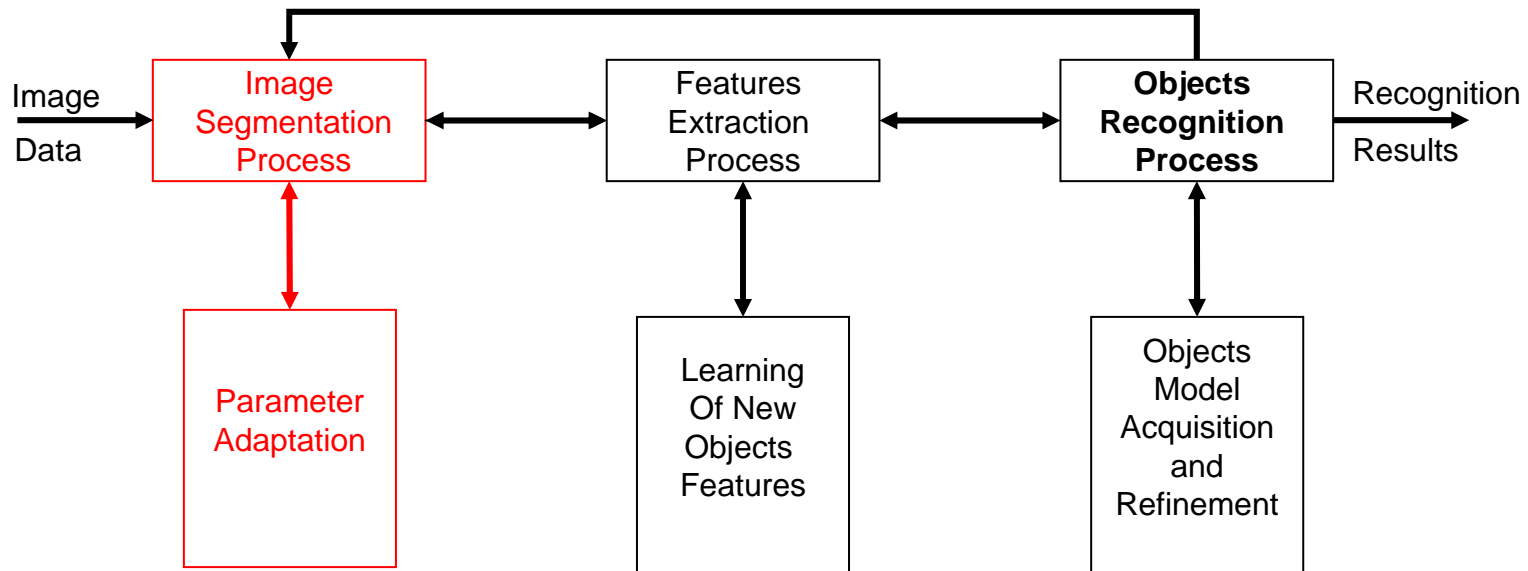 Image
Data
Image
Segmentation
Process
Features
Extraction
Process
Objects
Recognition
Process
Recognition
Results
Parameter
Adaptation
Learning
Of New
Objects
Features
Objects
Model
Acquisition
and
Refinement